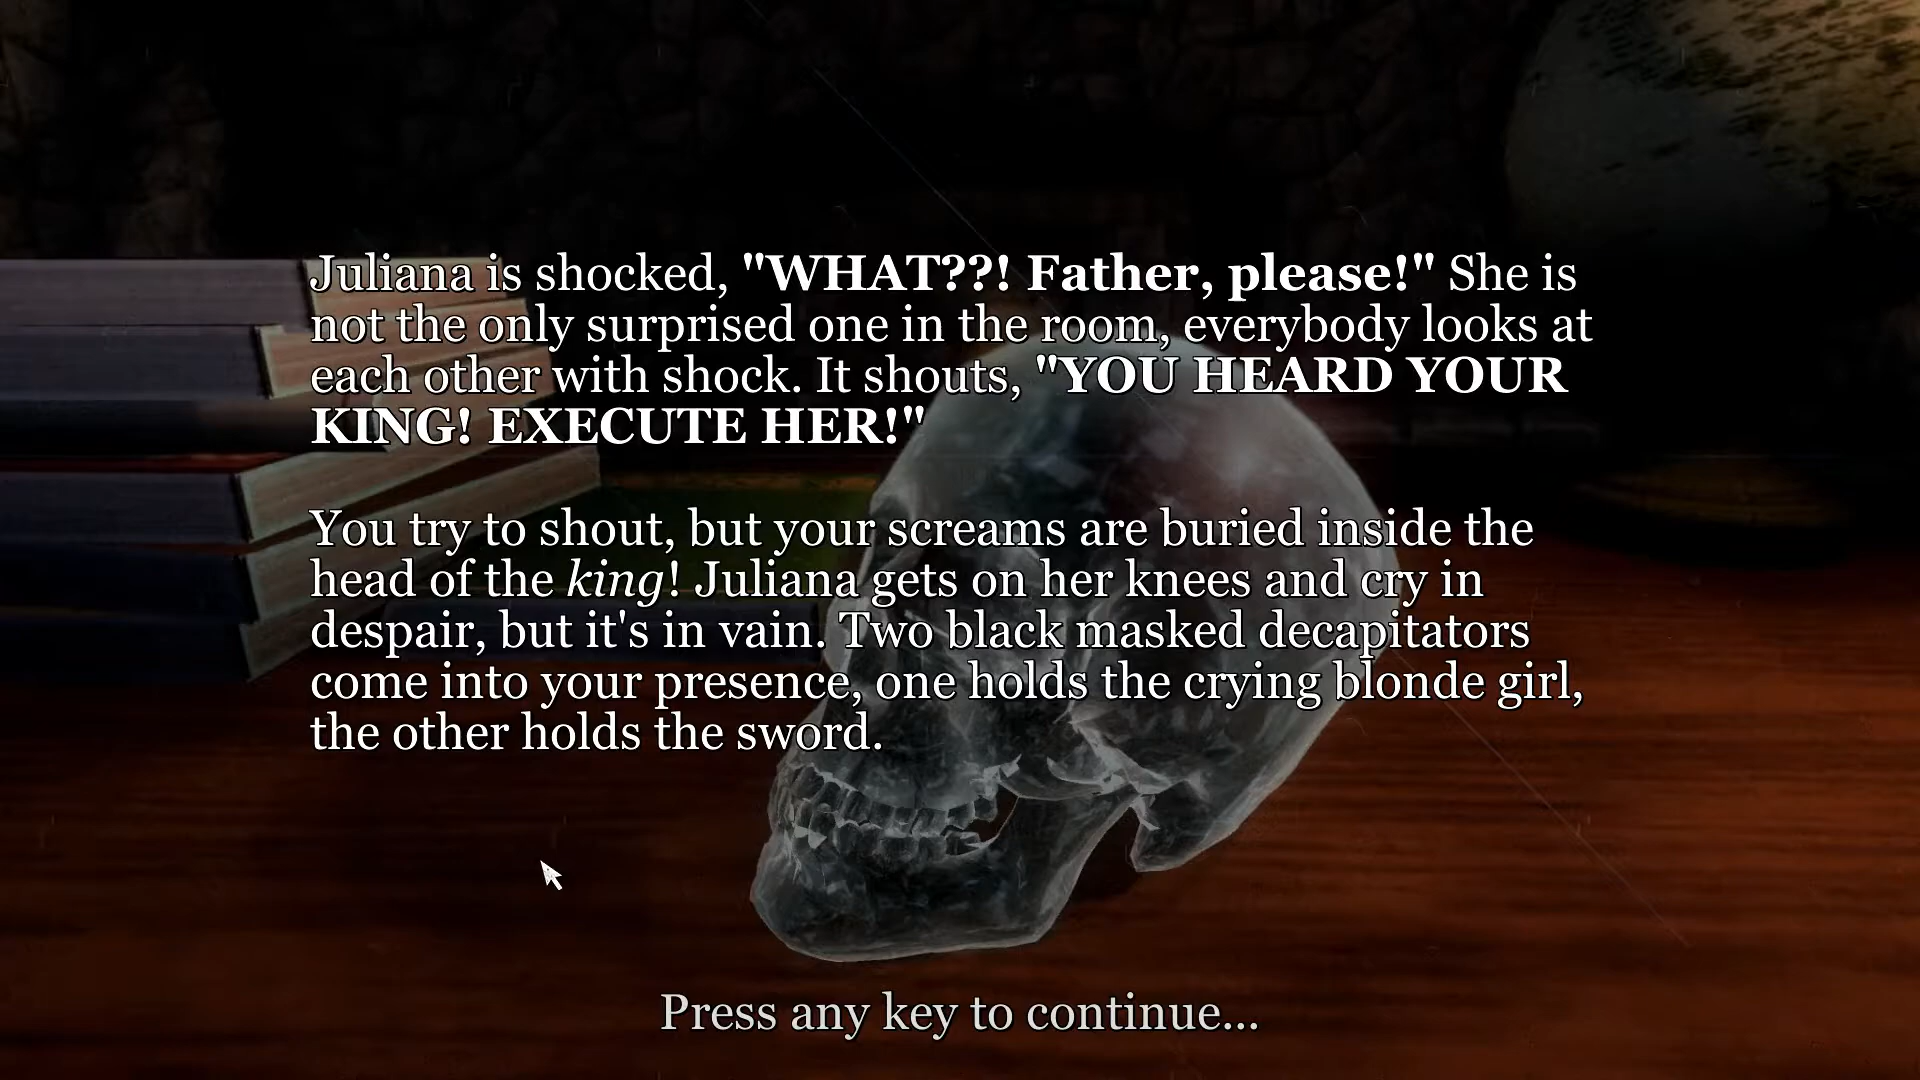 Juliana is shocked, "WHAT??! Father, please!" She is
not the only surprised one in the room, everybody looks at
each other with shock. It shouts, "YOU HEARD YOUR
KING! EXECUTE HER!"
You try to shout, but your screams are buried inside the
head of the king! Juliana gets on her knees and cry in
despair, but it's in vain. Two black masked decapitators
come into your presence, one holds the crying blonde girl,
the other holds the sword.
Press any key to continue...